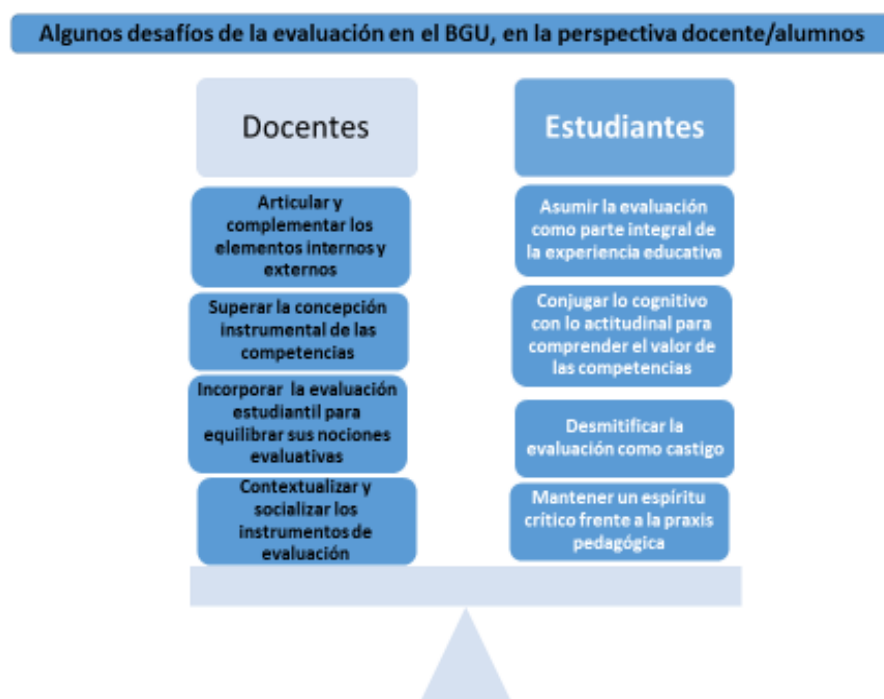 Algunos desafíos de la evaluación en el BGU, en la perspectiva docente/alumnos
Docentes
Articular y
complementar los
elementos internos y
externos
Superar la concepción
instrumental de las
competencias
Incorporar la evaluación
estudiantil para
equilibrar sus nociones
evaluativas
Contextualizar y
socializar los
instrumentos de
evaluación
Estudiantes
Asumir la evaluación
como parte integral de
la experiencia educativa
Conjugar lo cognitivo
con lo actitudinal para
comprender el valor de
las competencias
Desmitificar la
evaluación como castigo
Mantener un espíritu
crítico frente a la praxis
pedagógica